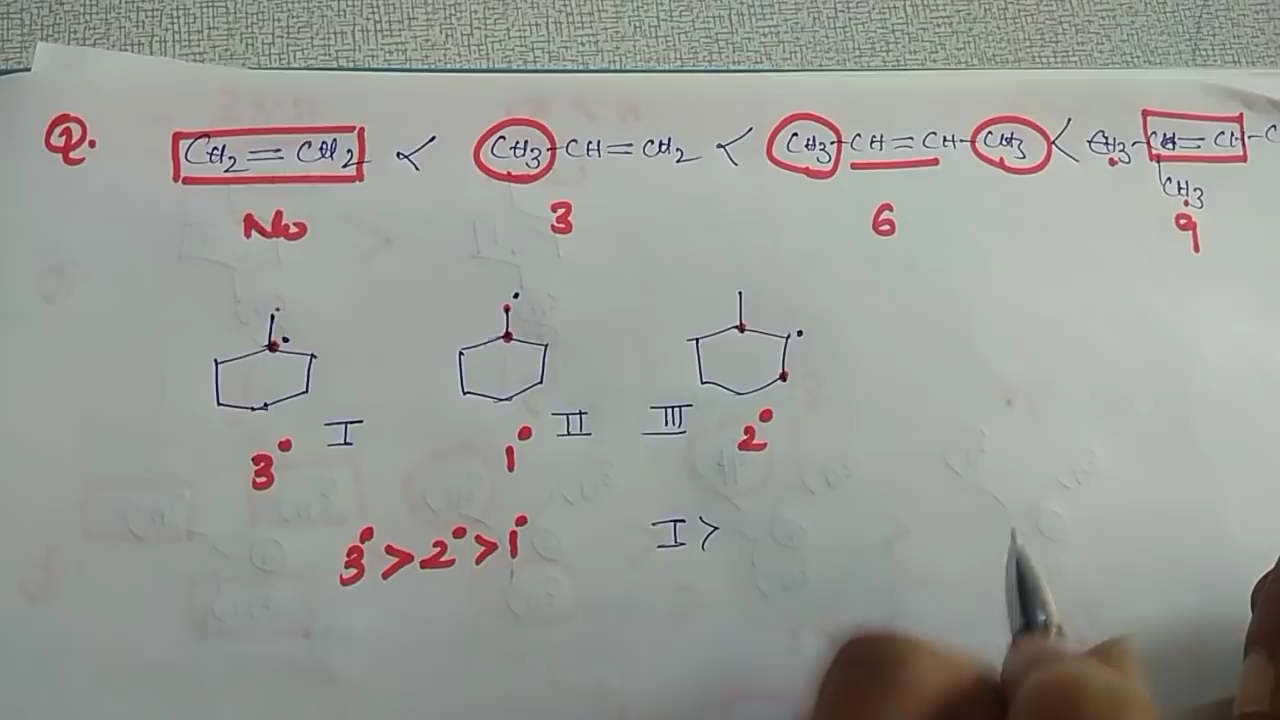 Q. CH2=CH2 < CH3-CH=CH2 < CH3-CH=CH-CH3 < CH3-CH=CH-C
CH3
No 3 6 9
I II III
3° 1° 2°
3°>2°>1° I>